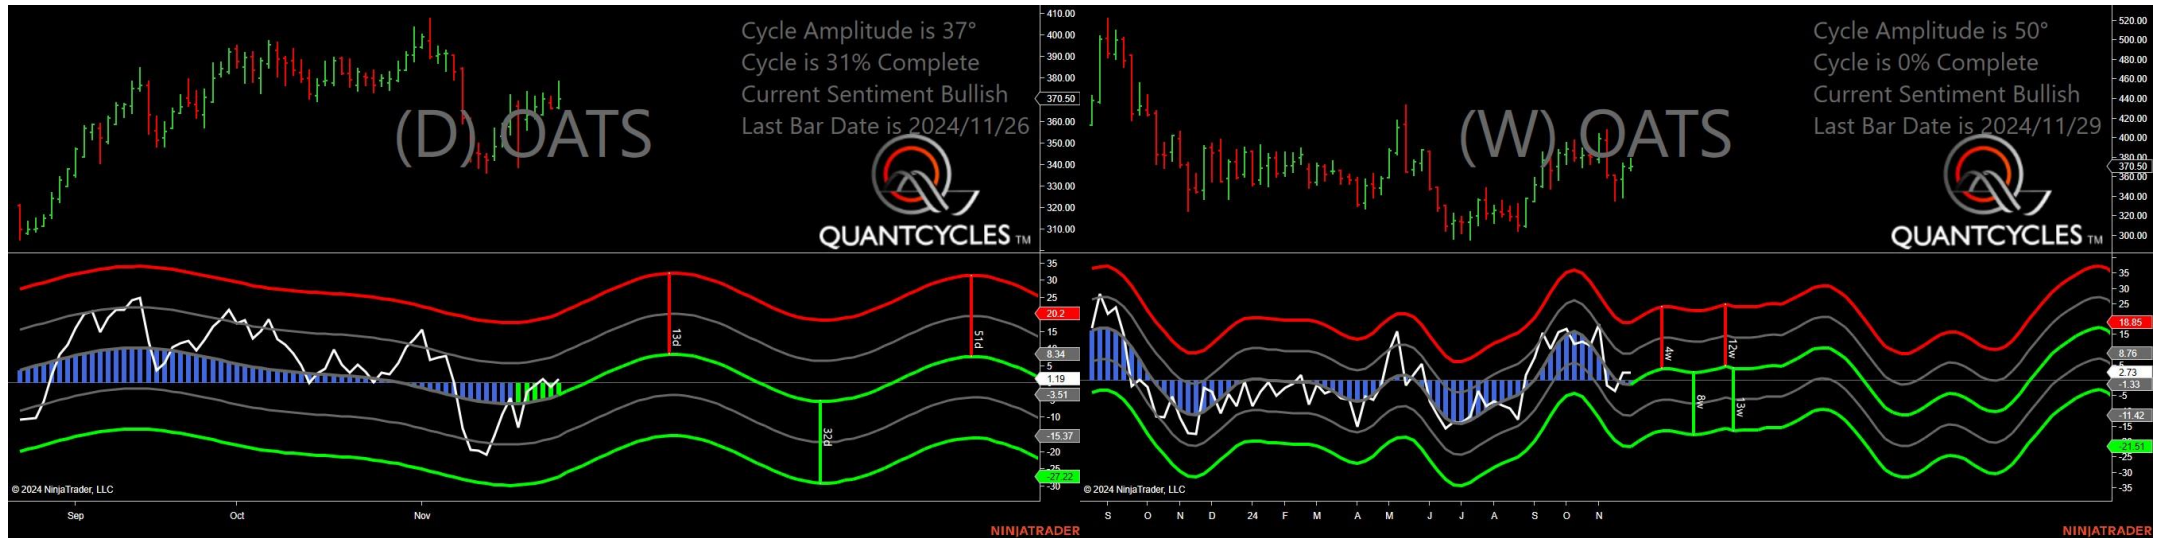 Cycle Amplitude is 37°
Cycle is 31% Complete
Current Sentiment Bullish
Last Bar Date is 2024/11/26
(D) OATS
QUANTCYCLES TM
410.00
400.00
390.00
380.00
370.50
360.00
350.00
340.00
330.00
320.00
310.00
35
30
25
20.2
15
10
8.34
5
1.19
-3.51
-10
-15.37
-20
-25
-27.22
-30
13d
32d
51d
© 2024 NinjaTrader, LLC
Sep
Oct
Nov
NINJATRADER
Cycle Amplitude is 50°
Cycle is 0% Complete
Current Sentiment Bullish
Last Bar Date is 2024/11/29
(W) OATS
QUANTCYCLES TM
520.00
500.00
480.00
460.00
440.00
420.00
400.00
380.00
370.50
360.00
340.00
320.00
300.00
35
30
25
18.85
15
8.76
2.73
-1.33
-5
-11.42
-15
-21.51
-25
-30
-35
4w
8w
12w
13w
© 2024 NinjaTrader, LLC
S
O
N
D
24
F
M
A
M
J
J
A
S
O
N
NINJATRADER